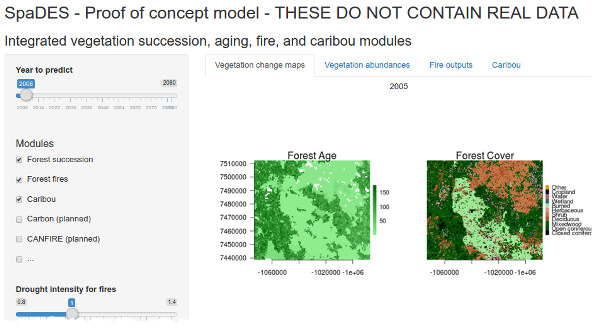 SpaDES - Proof of concept model - THESE DO NOT CONTAIN REAL DATA
Integrated vegetation succession, aging, fire, and caribou modules
Year to predict
2008 2080
Modules
Forest succession
Forest fires
Caribou
Carbon (planned)
CANFIRE (planned)
...
Drought intensity for fires
0.8 1 1.4
Vegetation change maps Vegetation abundances Fire outputs Caribou
2005
Forest Age
7510000
7500000
7490000
7480000
7470000
7460000
7450000
7440000
-1060000 -1020000 -1e+06
150
100
50
Forest Cover
-1060000 -1020000 -1e+06
Other
Cropland
Water
Wetland
Burned
Herbaceous
Shrub
Deciduous
Mixedwood
Open coniferou
Closed conifero